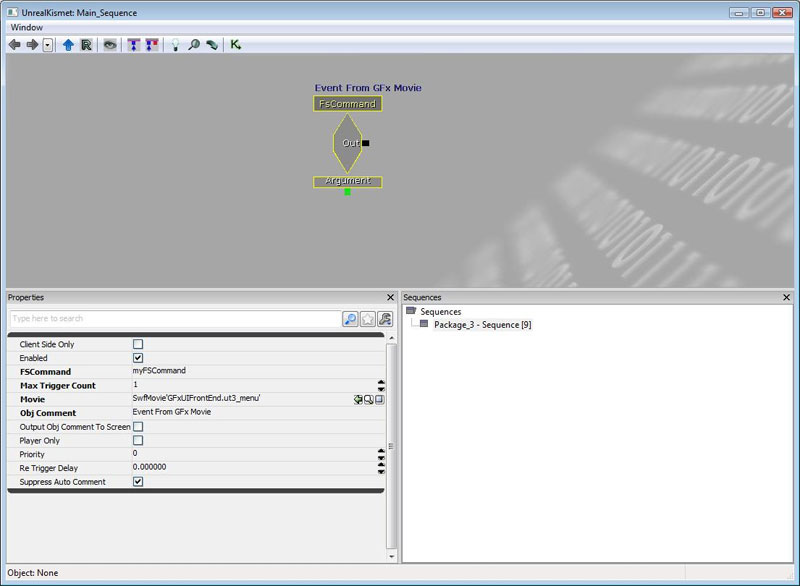 UnrealKismet: Main_Sequence
Window
Event From GFx Movie
FsCommand
Out
Argument
Properties
Type here to search
Client Side Only
Enabled
FSCommand myFSCommand
Max Trigger Count 1
Movie SwfMovie'GFxUIFrontEnd.ut3_menu'
Obj Comment Event From GFx Movie
Output Obj Comment To Screen
Player Only
Priority 0
Re Trigger Delay 0.000000
Suppress Auto Comment
Sequences
Sequences
Package_3 - Sequence [9]
Object: None